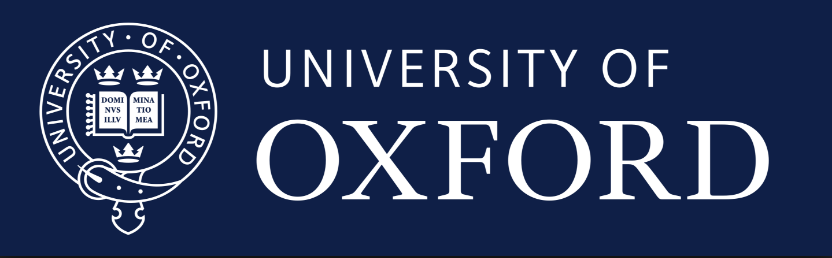 UNIVERSITY · OF · OXFORD
DOMI MINA
NVS TIO
ILLV MEA
UNIVERSITY OF
OXFORD